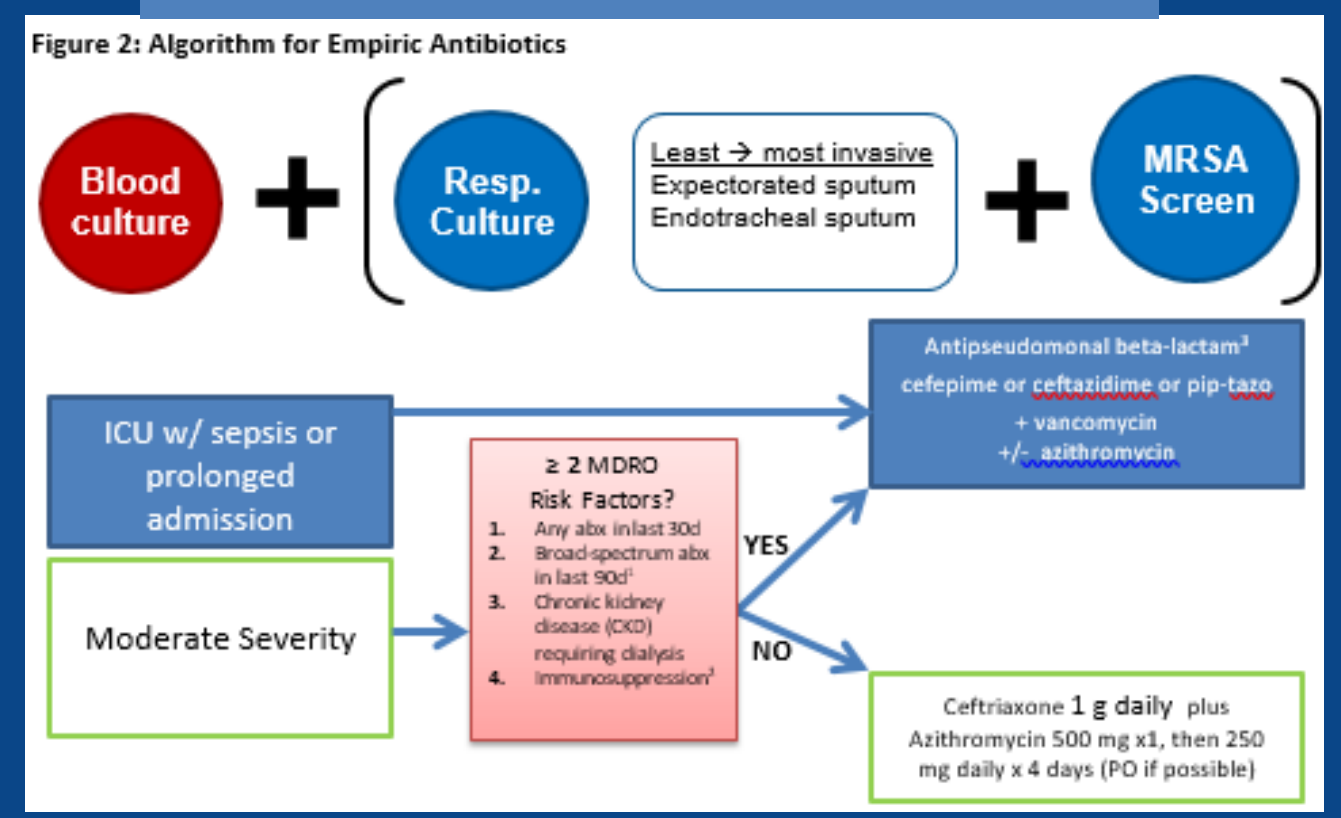 Figure 2: Algorithm for Empiric Antibiotics
Blood
culture
+
Resp.
Culture
Least → most invasive
Expectorated sputum
Endotracheal sputum
+
MRSA
Screen
ICU w/ sepsis or
prolonged
admission
Moderate Severity
≥ 2 MDRO
Risk Factors?
1. Any abx in last 30d
2. Broad-spectrum abx
in last 90d¹
3. Chronic kidney
disease (CKD)
requiring dialysis
4. Immunosuppression²
YES
NO
Antipseudomonal beta-lactam³
cefepime or ceftazidime or pip-tazo
+ vancomycin
+/- azithromycin
Ceftriaxone 1 g daily plus
Azithromycin 500 mg x1, then 250
mg daily x 4 days (PO if possible)